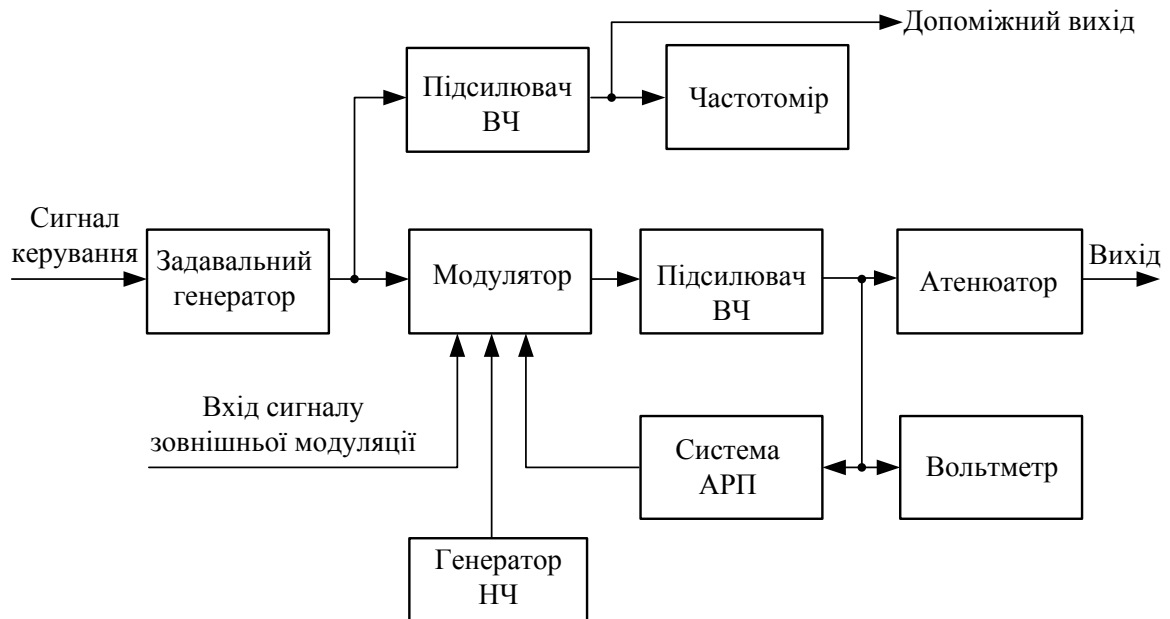 Допоміжний вихід
Підсилювач
ВЧ
Частотомір
Сигнал
керування
Задавальний
генератор
Модулятор
Підсилювач
ВЧ
Атенюатор
Вихід
Вхід сигналу
зовнішньої модуляції
Система
АРП
Вольтметр
Генератор
НЧ